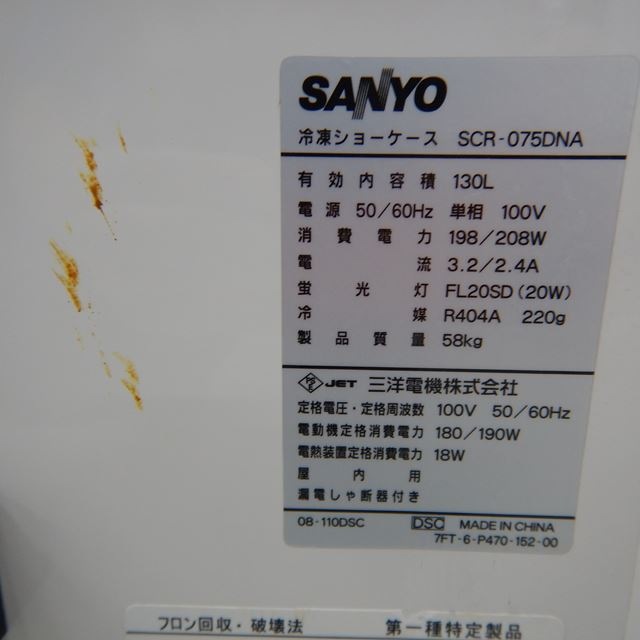 SANYO
冷凍ショーケース SCR-075DNA
有効内容積 130L
電源 50/60Hz 単相 100V
消費電力 198/208W
電流 3.2/2.4A
蛍光灯 FL20SD(20W)
冷媒 R404A 220g
製品質量 58kg
JET 三洋電機株式会社
定格電圧・定格周波数 100V 50/60Hz
電動機定格消費電力 180/190W
電熱装置定格消費電力 18W
屋内用
漏電しゃ断器付き
08-110DSC DSC MADE IN CHINA
7FT-6-P470-152-00
フロン回収・破壊法 第一種特定製品